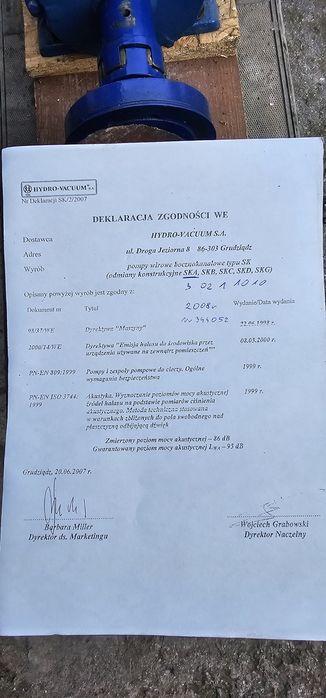 HYDRO-VACUUM S.A.
Nr Deklaracji SK/2/2007
DEKLARACJA ZGODNOŚCI WE
Dostawca HYDRO-VACUUM S.A.
Adres ul. Droga Jeziorna 8 86-303 Grudziądz
Wyrób pompy wirowe bocznokanałowe typu SK
(odmiany konstrukcyjne SKA, SKB, SKC, SKD, SKG)
3 02 1 1010
Opisany powyżej wyrób jest zgodny z
2008r
Dokument nr Tytuł Wydanie/Data wydania
nr 344052
98/37/WE Dyrektywa "Maszyny" 22.06.1998 r.
2000/14/WE Dyrektywa "Emisja hałasu do środowiska przez 08.05.2000 r.
urządzenia używane na zewnątrz pomieszczeń"
PN-EN 809:1999 Pompy i zespoły pompowe do cieczy. Ogólne 1999 r.
wymagania bezpieczeństwa
PN-EN ISO 3744: Akustyka. Wyznaczanie poziomów mocy akustycznej 1999 r.
1999 źródeł hałasu na podstawie pomiarów ciśnienia
akustycznego. Metoda techniczna stosowana
w warunkach zbliżonych do pola swobodnego nad
płaszczyzną odbijającą dźwięk
Zmierzony poziom mocy akustycznej – 86 dB
Gwarantowany poziom mocy akustycznej LWA – 93 dB
Grudziądz, 20.06.2007 r.
Barbara Miller Wojciech Grabowski
Dyrektor ds. Marketingu Dyrektor Naczelny